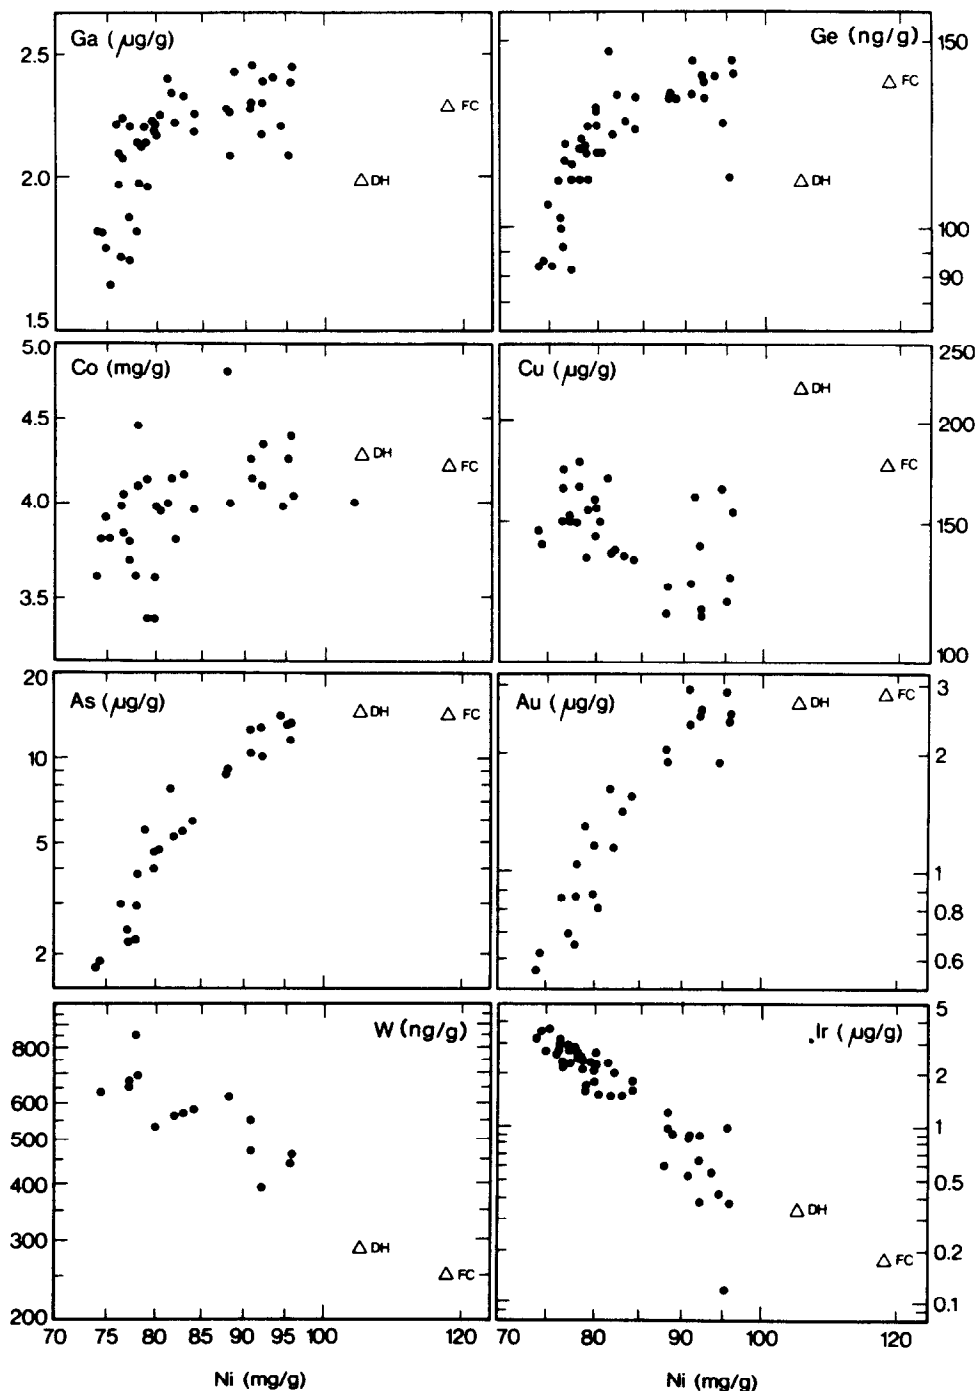 Ga (μg/g)
2.5
2.0
1.5
△ FC
△ DH
Ge (ng/g)
150
100
90
△ FC
△ DH
Co (mg/g)
5.0
4.5
4.0
3.5
△ DH
△ FC
Cu (μg/g)
250
200
150
100
△ DH
△ FC
As (μg/g)
20
10
5
2
△ DH
△ FC
Au (μg/g)
3
2
1
0.8
0.6
△ DH
△ FC
W (ng/g)
800
600
500
400
300
200
△ DH
△ FC
Ir (μg/g)
5
2
1
0.5
0.2
0.1
△ DH
△ FC
70 80 90 100 120
70 80 90 100 120
Ni (mg/g)
Ni (mg/g)